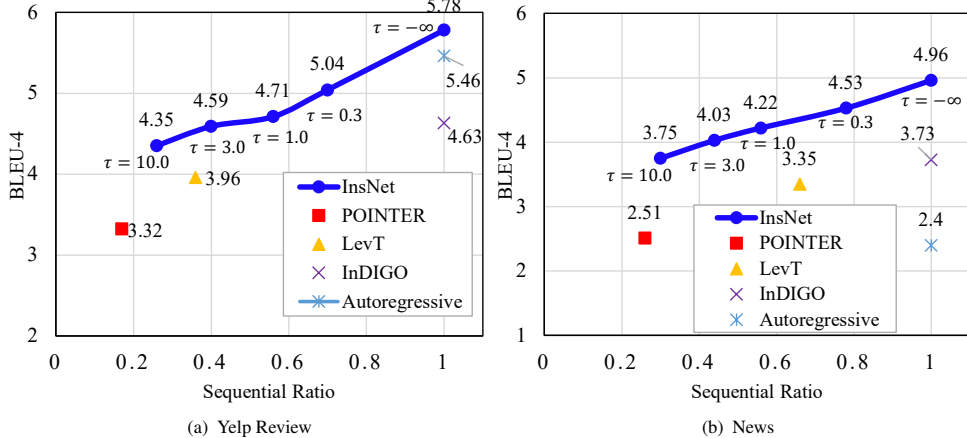 6
5
4
3
2
BLEU-4
5.78
τ = −∞
5.04
4.71
4.59
4.35
5.46
τ = 0.3
τ = 1.0
τ = 3.0
τ = 10.0
4.63
3.96
3.32
InsNet
POINTER
LevT
InDIGO
Autoregressive
0 0.2 0.4 0.6 0.8 1
Sequential Ratio
(a) Yelp Review
6
5
4
3
2
1
BLEU-4
4.96
4.53
4.22
4.03
3.75
τ = −∞
τ = 0.3
τ = 1.0
τ = 3.0
τ = 10.0
3.73
3.35
2.51
2.4
InsNet
POINTER
LevT
InDIGO
Autoregressive
0 0.2 0.4 0.6 0.8 1
Sequential Ratio
(b) News